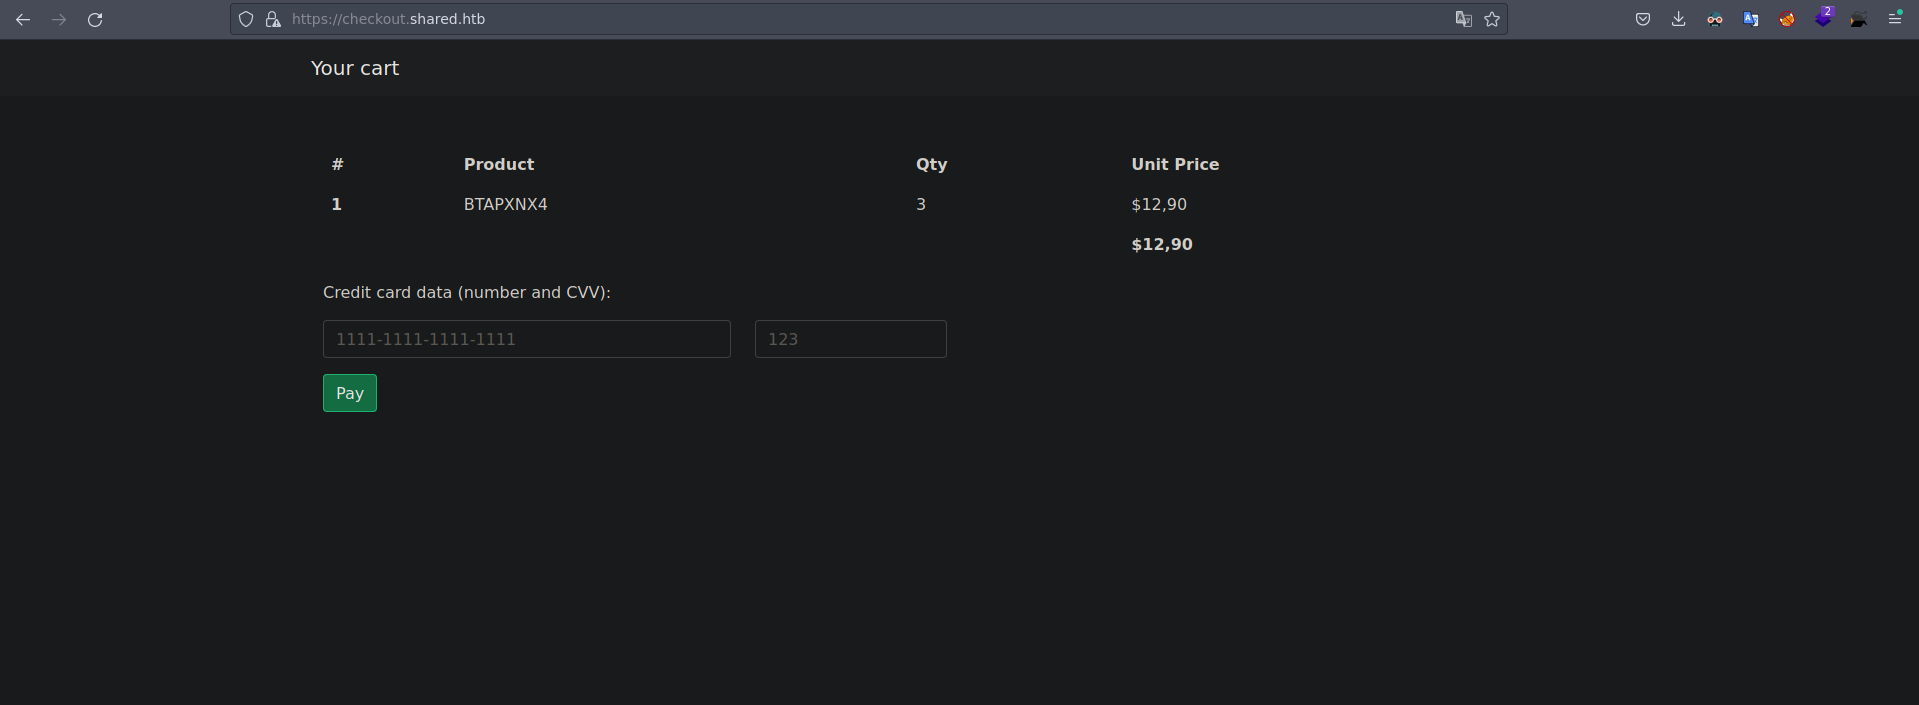 https://checkout.shared.htb
2
Your cart
# Product Qty Unit Price
1 BTAPXNX4 3 $12,90
$12,90
Credit card data (number and CVV):
1111-1111-1111-1111 123
Pay